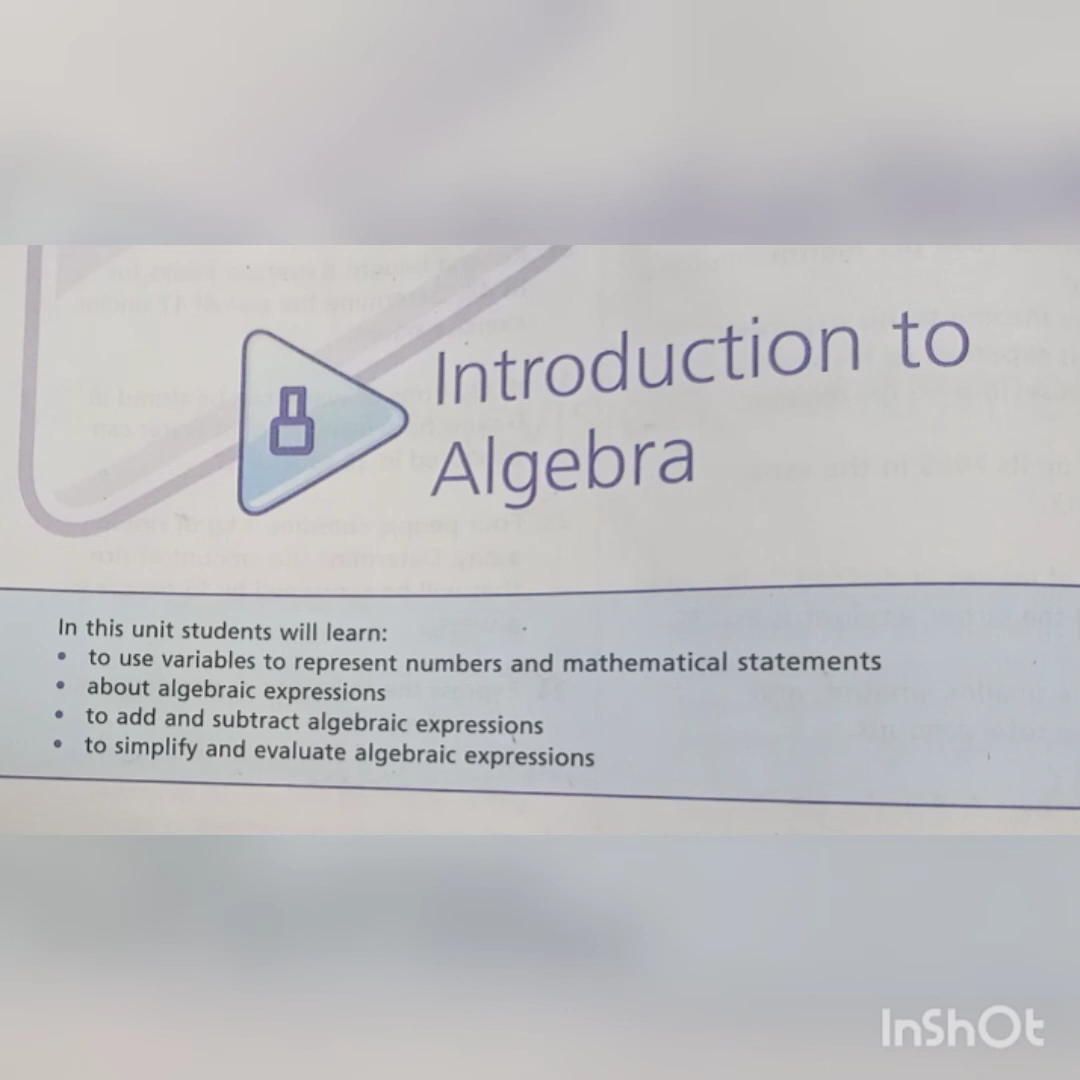 8
Introduction to
Algebra
In this unit students will learn:
• to use variables to represent numbers and mathematical statements
• about algebraic expressions
• to add and subtract algebraic expressions
• to simplify and evaluate algebraic expressions
InShOt